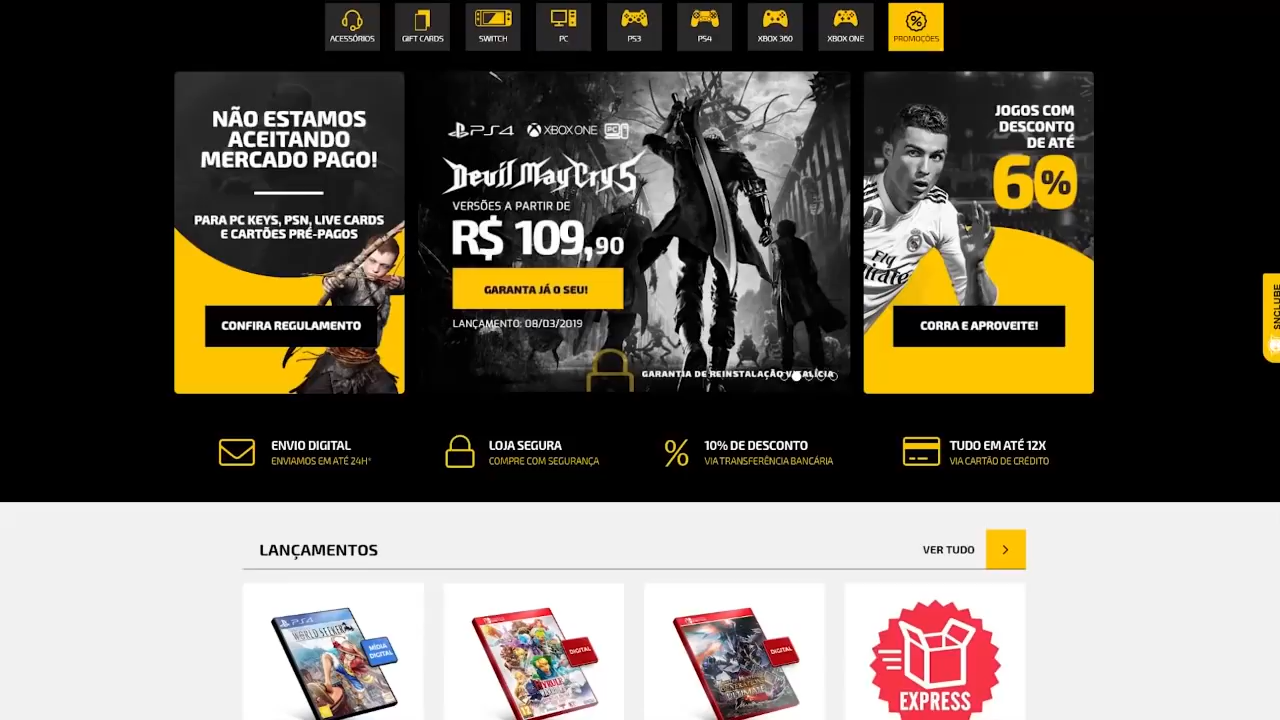 ACESSÓRIOS
GIFT CARDS
SWITCH
PC
PS3
PS4
XBOX 360
XBOX ONE
%
PROMOÇÕES
NÃO ESTAMOS
ACEITANDO
MERCADO PAGO!
PARA PC KEYS, PSN, LIVE CARDS
E CARTÕES PRÉ-PAGOS
CONFIRA REGULAMENTO
PS4 XBOX ONE PC
Devil May Cry 5
VERSÕES A PARTIR DE
R$ 109,90
GARANTA JÁ O SEU!
LANÇAMENTO: 08/03/2019
GARANTIA DE REINSTALAÇÃO VITALÍCIA
JOGOS COM
DESCONTO
DE ATÉ
60%
Fly
Emirates
CORRA E APROVEITE!
SNCLUBE
ENVIO DIGITAL
ENVIAMOS EM ATÉ 24H*
LOJA SEGURA
COMPRE COM SEGURANÇA
%
10% DE DESCONTO
VIA TRANSFERÊNCIA BANCÁRIA
TUDO EM ATÉ 12X
VIA CARTÃO DE CRÉDITO
LANÇAMENTOS
VER TUDO
PS4
WORLD SEEKER
MÍDIA
DIGITAL
HYRULE
DIGITAL
GENERATIONS
ULTIMATE
DIGITAL
EXPRESS